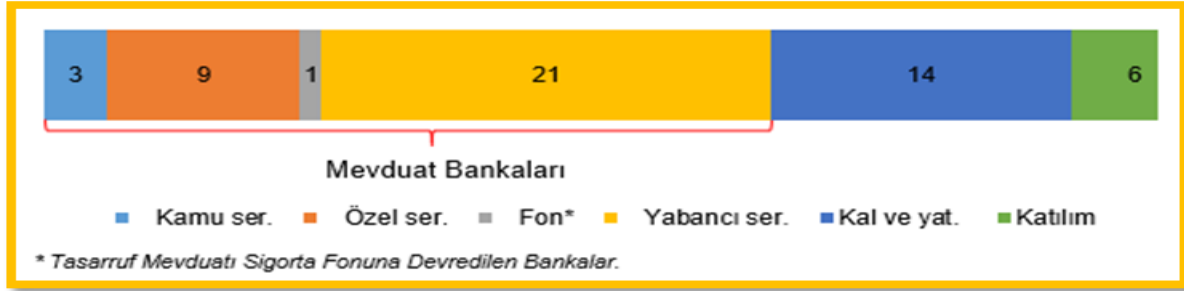 3 9 1 21 14 6
Mevduat Bankaları
Kamu ser. Özel ser. Fon* Yabancı ser. Kal ve yat. Katılım
* Tasarruf Mevduatı Sigorta Fonuna Devredilen Bankalar.